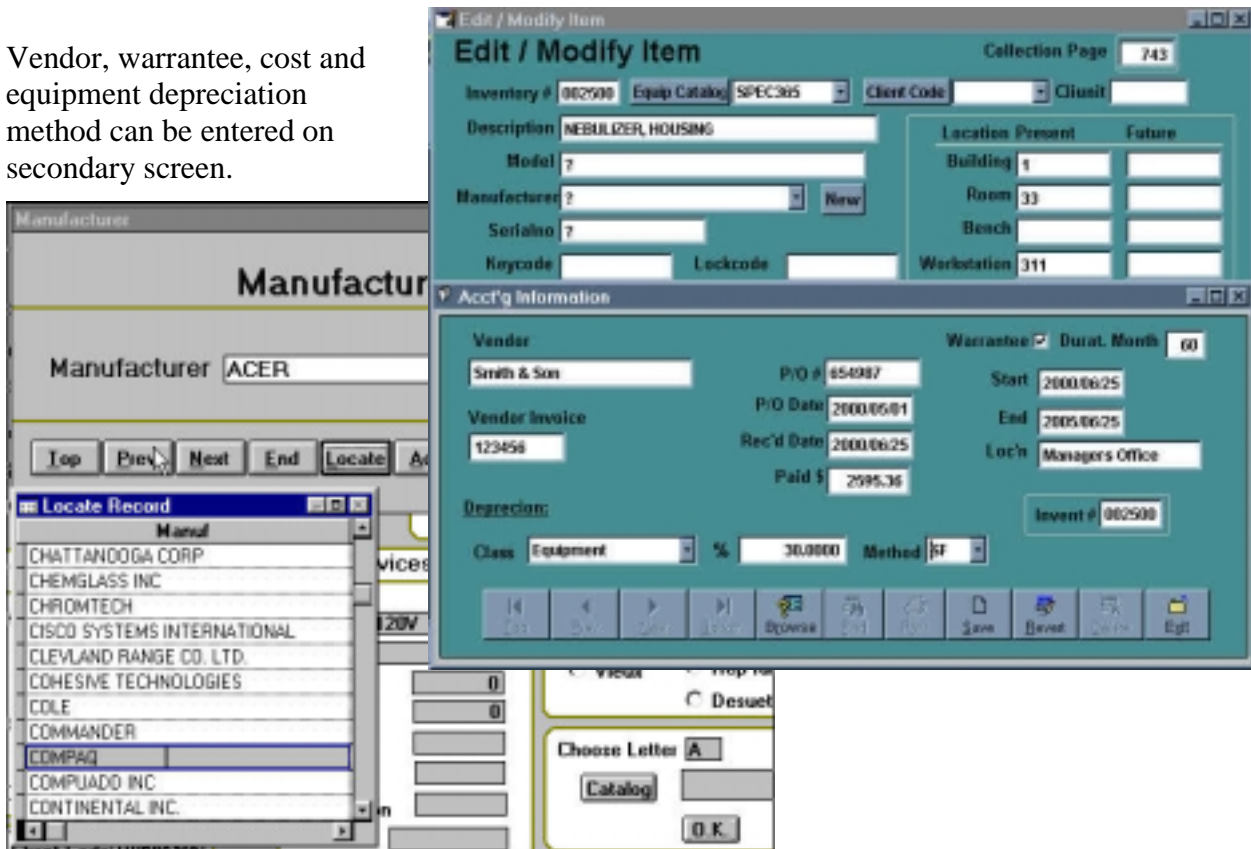 Vendor, warrantee, cost and
equipment depreciation
method can be entered on
secondary screen.
Edit / Modify Item
Edit / Modify Item
Collection Page 743
Inventory # 002500 Equip Catalog SPEC365 Client Code Cliunit
Description NEBULIZER, HOUSING
Location Present Future
Model ?
Building 1
Manufacturer ? New
Room 33
Serialno ?
Bench
Keycode Lockcode
Workstation 311
Acct'g Information
Vendor
Warrantee Durat. Month 60
Smith & Son
P/O # 654987
Start 2000/06/25
Vendor Invoice
P/O Date 2000/05/01
End 2005/06/25
123456
Rec'd Date 2000/06/25
Loc'n Managers Office
Paid $ 2595.36
Deprecion:
Invent # 002500
Class Equipment % 30.0000 Method SF
Browse Save Revert Exit
Manufacturer
Manufactur
Manufacturer ACER
Top Prev Next End Locate Ad
Locate Record
Manuf
CHATTANOOGA CORP
CHEMGLASS INC
CHROMTECH
CISCO SYSTEMS INTERNATIONAL
CLEVLAND RANGE CO. LTD.
COHESIVE TECHNOLOGIES
COLE
COMMANDER
COMPAQ
COMPUADD INC
CONTINENTAL INC.
vices
120V
0
0
on
Vieux
Desuet
Choose Letter A
Catalog
O.K.